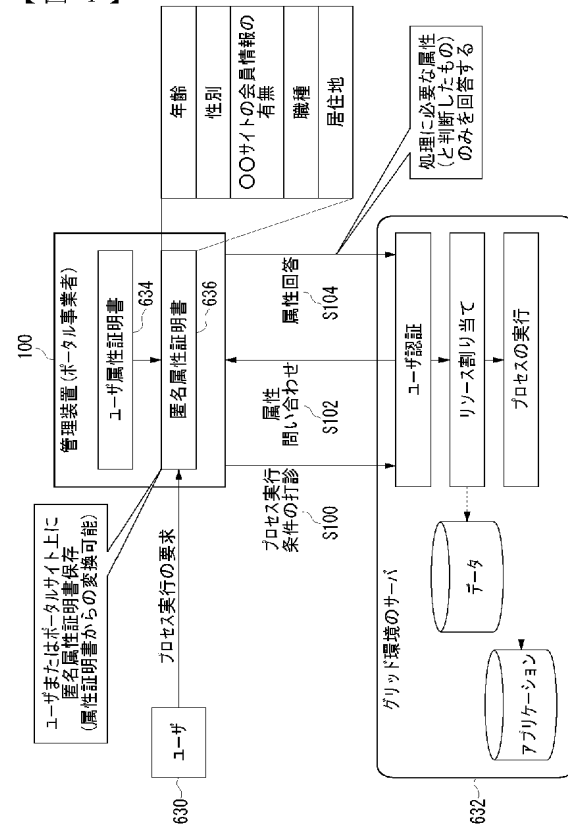 100
管理装置(ポータル事業者)
ユーザ属性証明書
634
匿名属性証明書
636
年齢
性別
〇〇サイトの会員情報の
有無
職種
居住地
ユーザまたはポータルサイト上に
匿名属性証明書保存
(属性証明書からの変換可能)
ユーザ
630
プロセス実行の要求
プロセス実行
条件の打診
S100
属性
問い合わせ
S102
属性回答
S104
処理に必要な属性
(と判断したもの)
のみを回答する
グリッド環境のサーバ
632
ユーザ認証
リソース割り当て
プロセスの実行
データ
アプリケーション